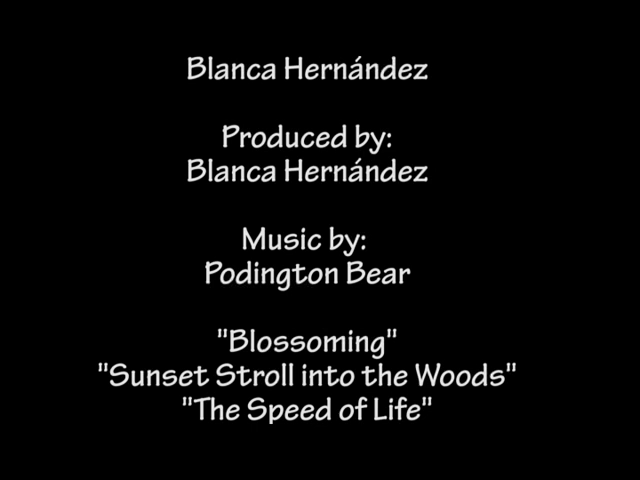 Blanca Hernández
Produced by:
Blanca Hernández
Music by:
Podington Bear
"Blossoming"
"Sunset Stroll into the Woods"
"The Speed of Life"